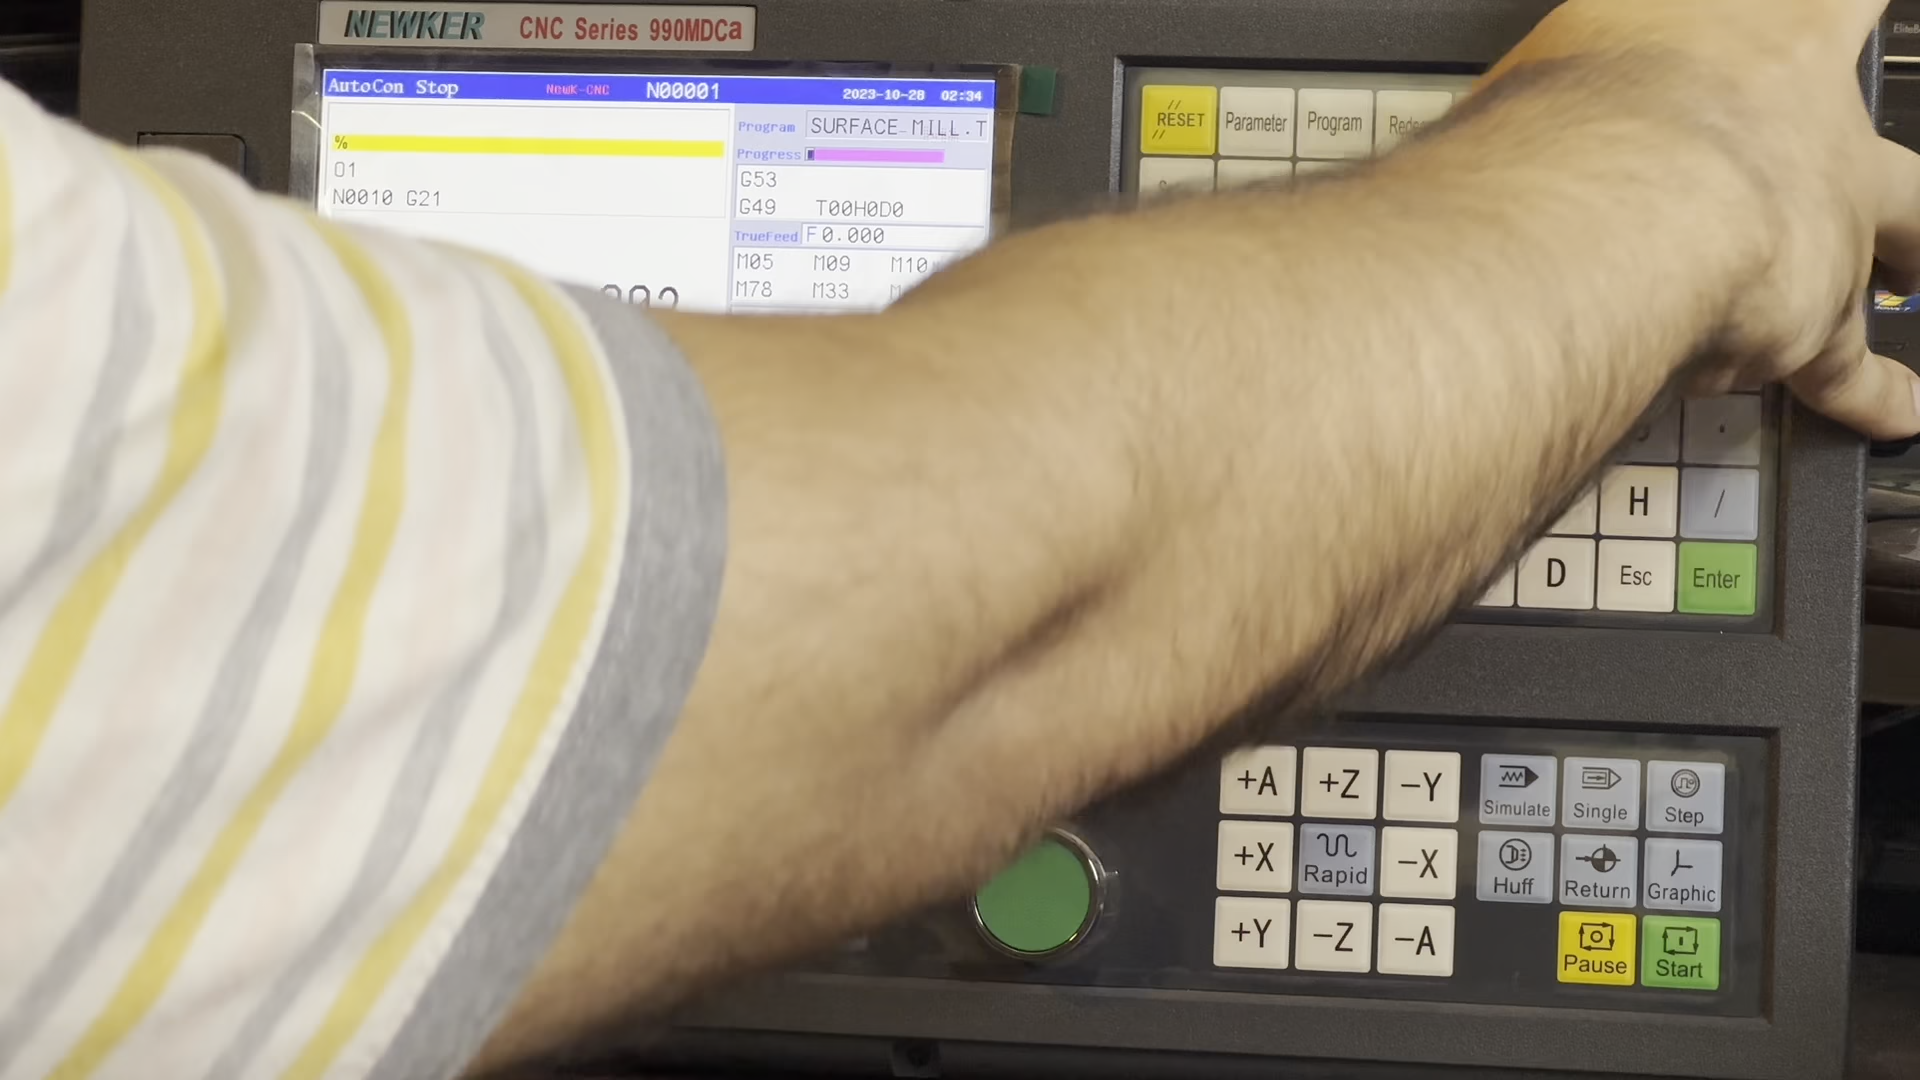 NEWKER CNC Series 990MDCa
AutoCon Stop NewK-CNC N00001 2023-10-28 02:34
%
O1
N0010 G21
Program SURFACE_MILL.T
Progress
G53
G49 T00H0D0
TrueFeed F0.000
M05 M09 M10
M78 M33
RESET Parameter Program
H /
D Esc Enter
+A +Z -Y
+X Rapid -X
+Y -Z -A
Simulate Single Step
Huff Return Graphic
Pause Start